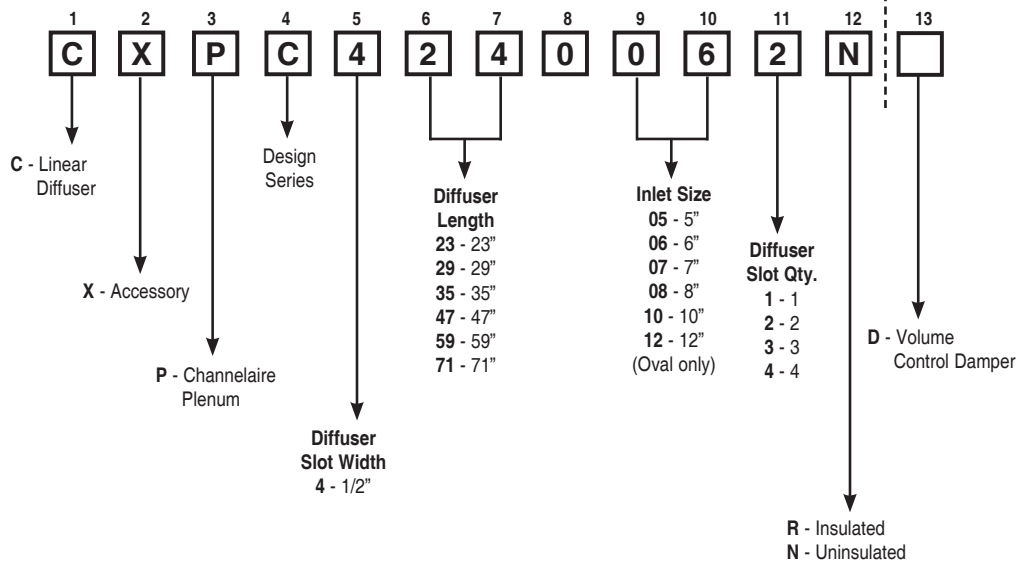 1 2 3 4 5 6 7 8 9 10 11 12 13
C X P C 4 2 4 0 0 6 2 N
C - Linear
Diffuser
X - Accessory
P - Channelaire
Plenum
Design
Series
Diffuser
Slot Width
4 - 1/2”
Diffuser
Length
23 - 23”
29 - 29”
35 - 35”
47 - 47”
59 - 59”
71 - 71”
Inlet Size
05 - 5”
06 - 6”
07 - 7”
08 - 8”
10 - 10”
12 - 12”
(Oval only)
Diffuser
Slot Qty.
1 - 1
2 - 2
3 - 3
4 - 4
R - Insulated
N - Uninsulated
D - Volume
Control Damper